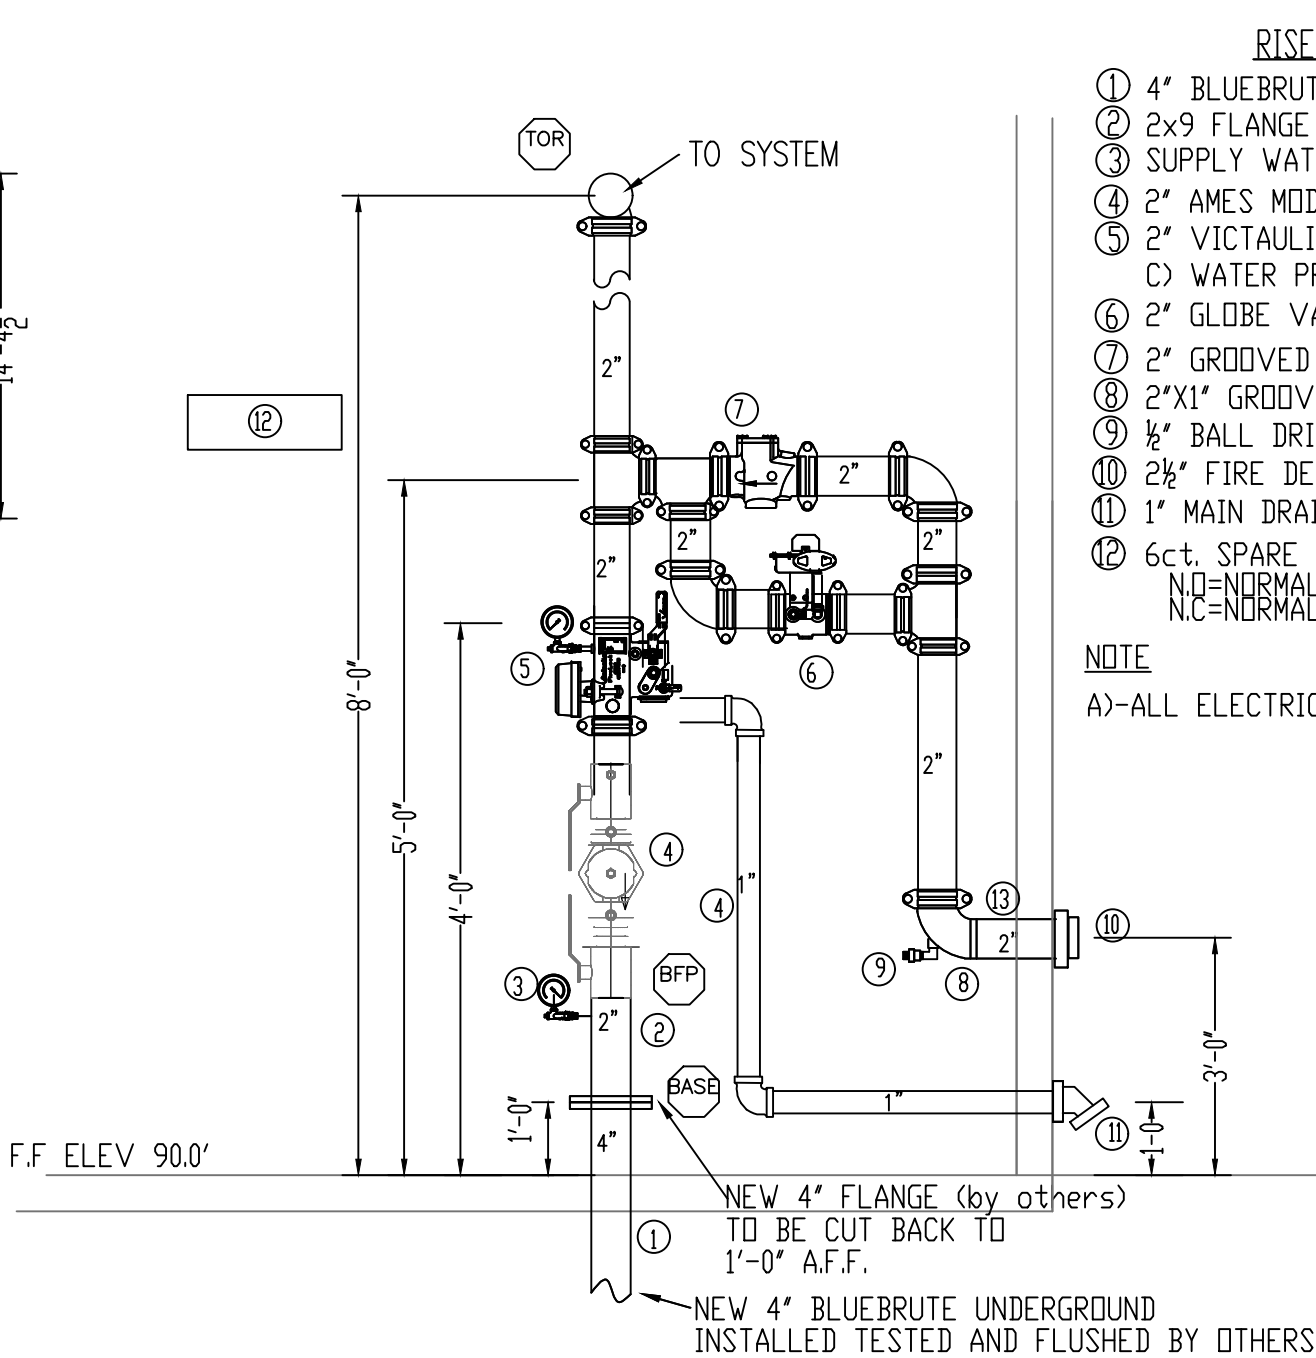 RISE
① 4" BLUEBRUT
② 2x9 FLANGE
③ SUPPLY WAT
④ 2" AMES MOD
⑤ 2" VICTAULI
C) WATER PR
⑥ 2" GLOBE VA
⑦ 2" GROOVED
⑧ 2"X1" GROOV
⑨ ½" BALL DRI
⑩ 2½" FIRE DE
⑪ 1" MAIN DRAI
⑫ 6ct. SPARE
N.O=NORMAL
N.C=NORMAL
NOTE
A)-ALL ELECTRIC
TOR
TO SYSTEM
14'-4½
2"
⑫
⑦
2"
2"
2"
2"
⑤
⑥
8'-0"
2"
5'-0"
④
4'-0"
1"
④
⑬
⑩
2"
③
BFP
⑨
⑧
2"
②
3'-0"
BASE
1'-0"
1"
1-0
⑪
4"
F.F ELEV 90.0'
NEW 4" FLANGE (by others)
TO BE CUT BACK TO
1'-0" A.F.F.
①
NEW 4" BLUEBRUTE UNDERGROUND
INSTALLED TESTED AND FLUSHED BY OTHERS